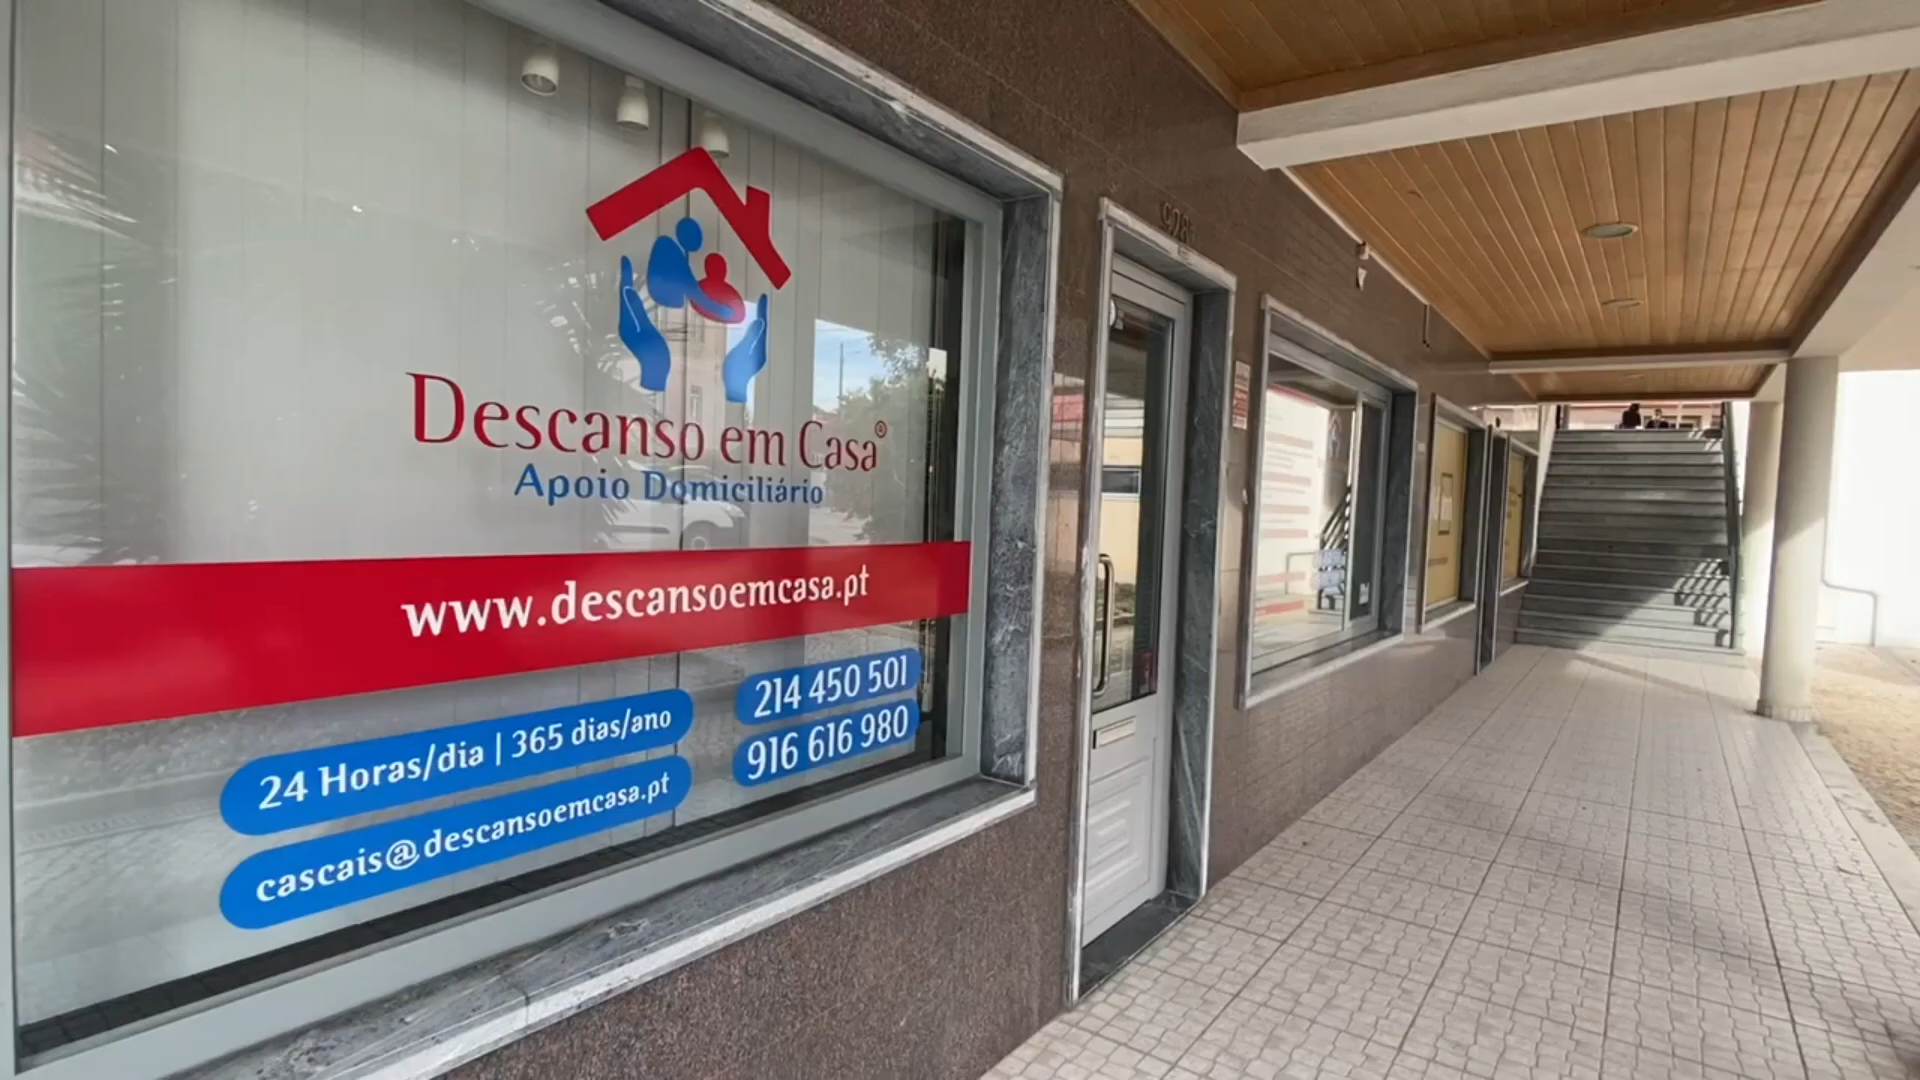 Descanso em Casa®
Apoio Domiciliário
www.descansoemcasa.pt
24 Horas/dia | 365 dias/ano
214 450 501
cascais@descansoemcasa.pt
916 616 980